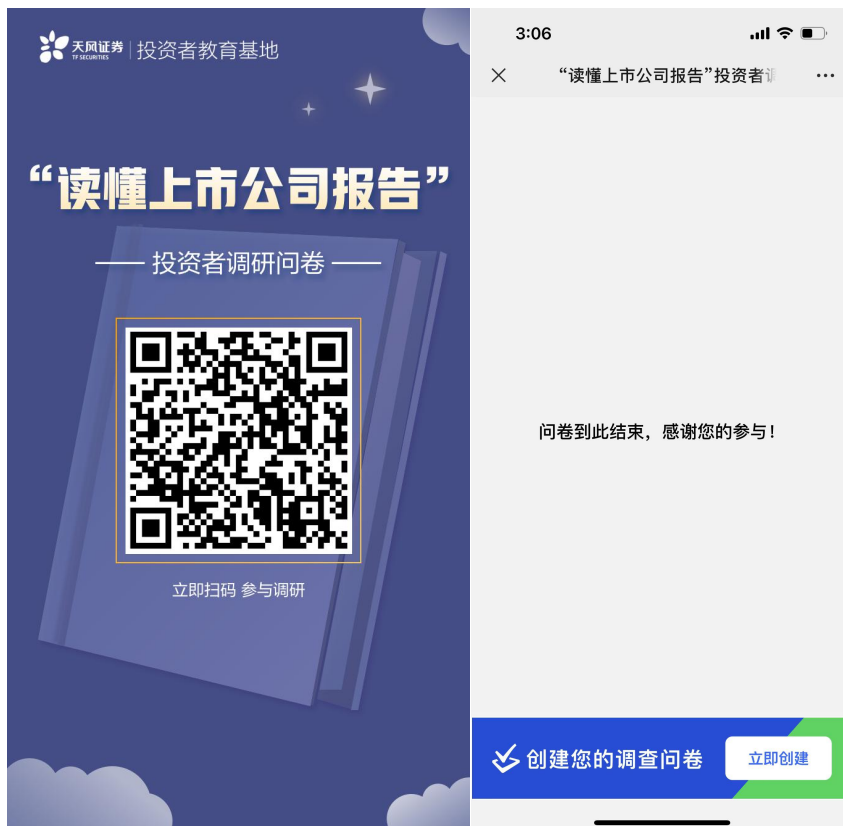 天风证券 | 投资者教育基地
TF SECURITIES
“读懂上市公司报告”
投资者调研问卷
立即扫码 参与调研
3:06
“读懂上市公司报告”投资者
问卷到此结束，感谢您的参与！
创建您的调查问卷
立即创建